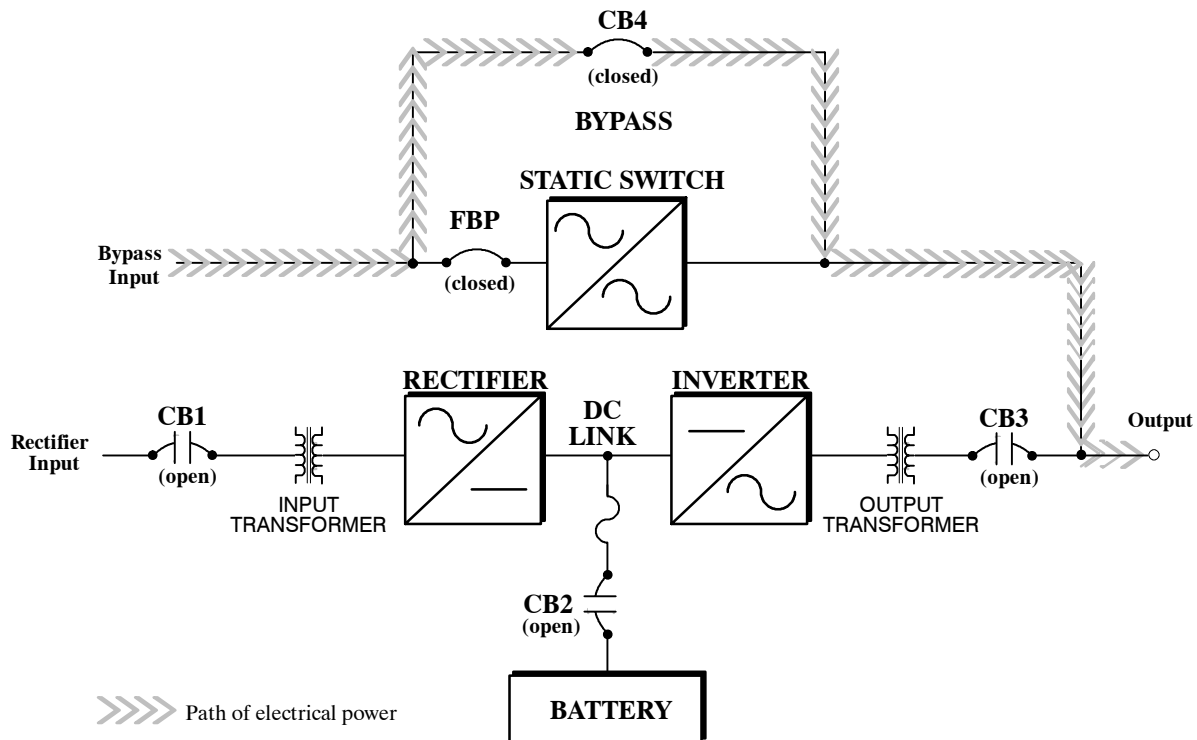 CB4
(closed)
BYPASS
STATIC SWITCH
FBP
(closed)
Bypass
Input
RECTIFIER
INVERTER
DC
LINK
CB1
(open)
CB3
(open)
Output
Rectifier
Input
INPUT
TRANSFORMER
OUTPUT
TRANSFORMER
CB2
(open)
BATTERY
Path of electrical power